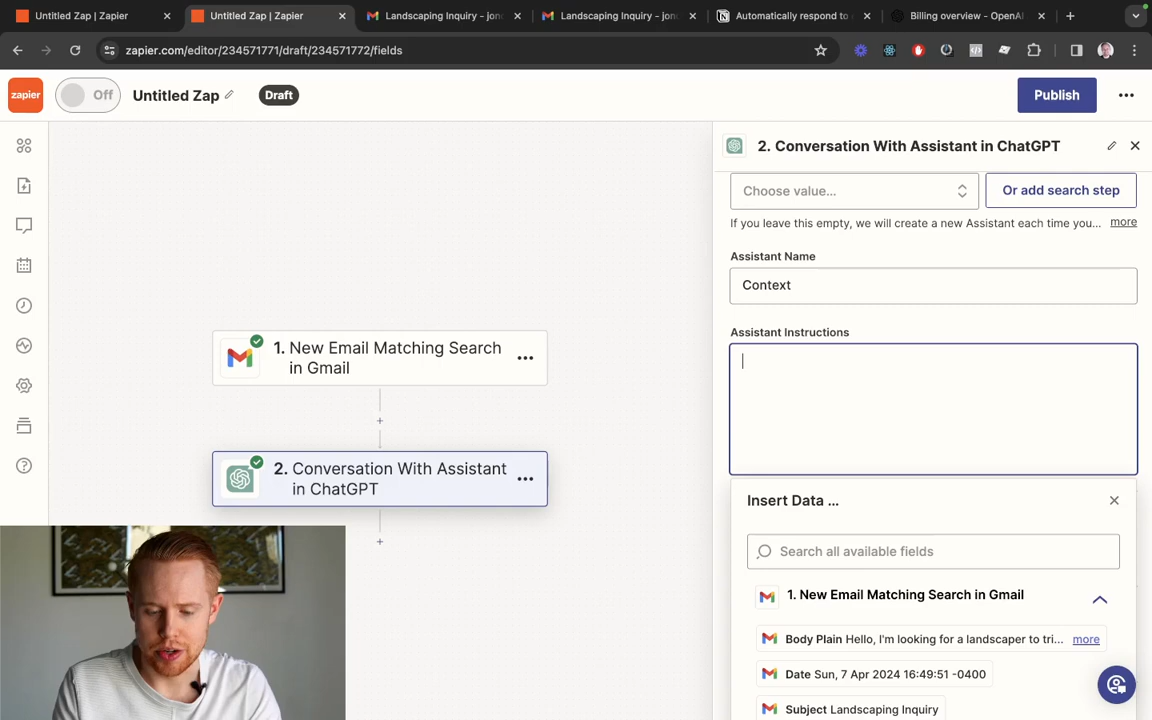 Untitled Zap | Zapier
Untitled Zap | Zapier
Landscaping Inquiry - jon
Landscaping Inquiry - jon
Automatically respond to
Billing overview - OpenAI
zapier.com/editor/234571771/draft/234571772/fields
zapier
Off
Untitled Zap
Draft
Publish
2. Conversation With Assistant in ChatGPT
Choose value...
Or add search step
If you leave this empty, we will create a new Assistant each time you...
more
Assistant Name
Context
Assistant Instructions
1. New Email Matching Search
in Gmail
2. Conversation With Assistant
in ChatGPT
Insert Data ...
Search all available fields
1. New Email Matching Search in Gmail
Body Plain Hello, I'm looking for a landscaper to tri...
more
Date Sun, 7 Apr 2024 16:49:51 -0400
Subject Landscaping Inquiry